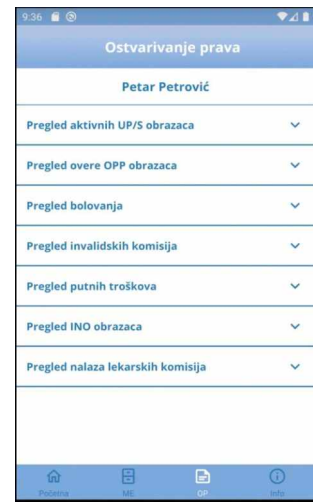 9:36
Ostvarivanje prava
Petar Petrović
Pregled aktivnih UP/S obrazaca
Pregled overe OPP obrazaca
Pregled bolovanja
Pregled invalidskih komisija
Pregled putnih troškova
Pregled INO obrazaca
Pregled nalaza lekarskih komisija
Početna ME OP Info